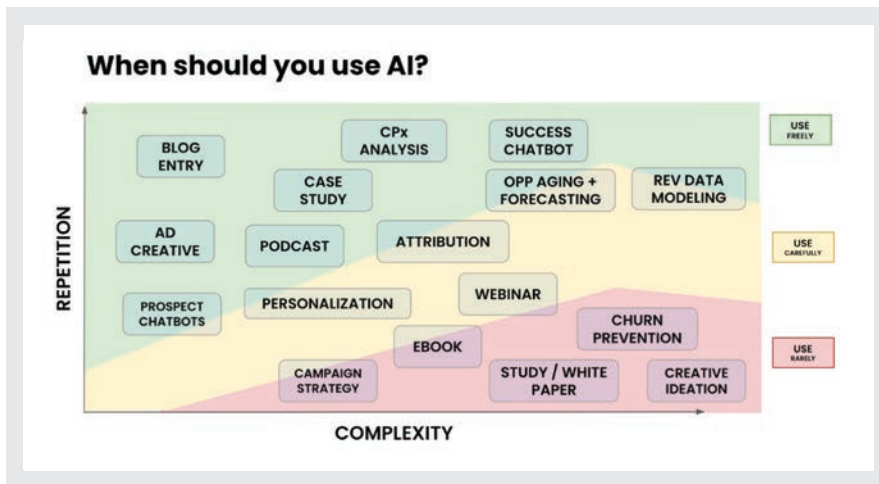 When should you use AI?
REPETITION
BLOG
ENTRY
CPx
ANALYSIS
SUCCESS
CHATBOT
CASE
STUDY
OPP AGING +
FORECASTING
REV DATA
MODELING
AD
CREATIVE
PODCAST
ATTRIBUTION
PROSPECT
CHATBOTS
PERSONALIZATION
WEBINAR
EBOOK
CHURN
PREVENTION
CAMPAIGN
STRATEGY
STUDY / WHITE
PAPER
CREATIVE
IDEATION
COMPLEXITY
USE
FREELY
USE
CAREFULLY
USE
RARELY